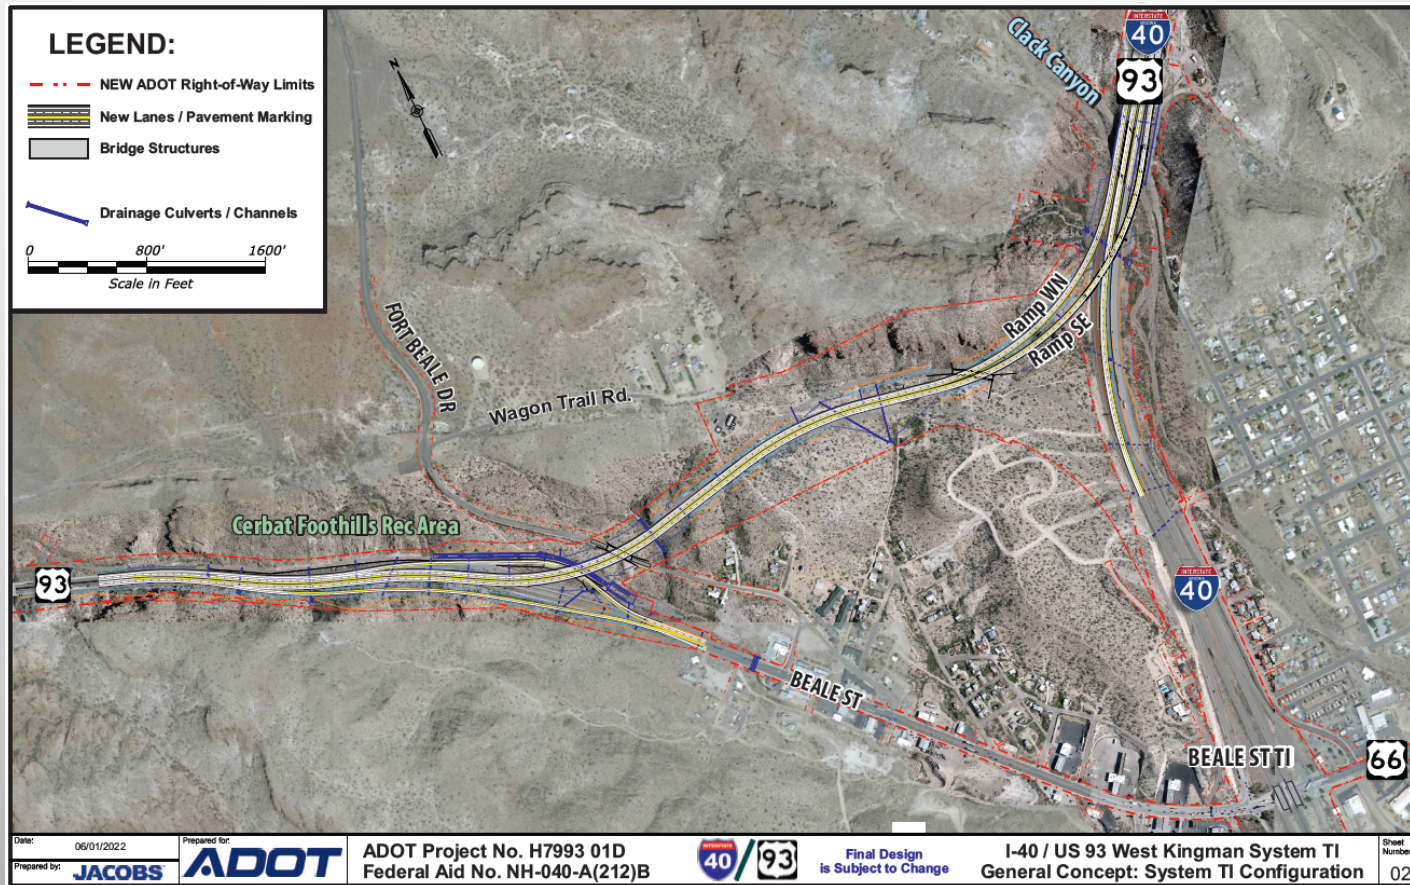 LEGEND:
NEW ADOT Right-of-Way Limits
New Lanes / Pavement Marking
Bridge Structures
Drainage Culverts / Channels
0 800' 1600'
Scale in Feet
N
Clack Canyon
INTERSTATE
ARIZONA
40
93
FORT BEALE DR
Wagon Trail Rd.
Ramp WN
Ramp SE
Cerbat Foothills Rec Area
93
INTERSTATE
ARIZONA
40
BEALE ST
BEALE ST TI
66
Date: 06/01/2022
Prepared by: JACOBS
Prepared for:
ADOT
ADOT Project No. H7993 01D
Federal Aid No. NH-040-A(212)B
INTERSTATE
40 / 93
Final Design
is Subject to Change
I-40 / US 93 West Kingman System TI
General Concept: System TI Configuration
Sheet
Number
02